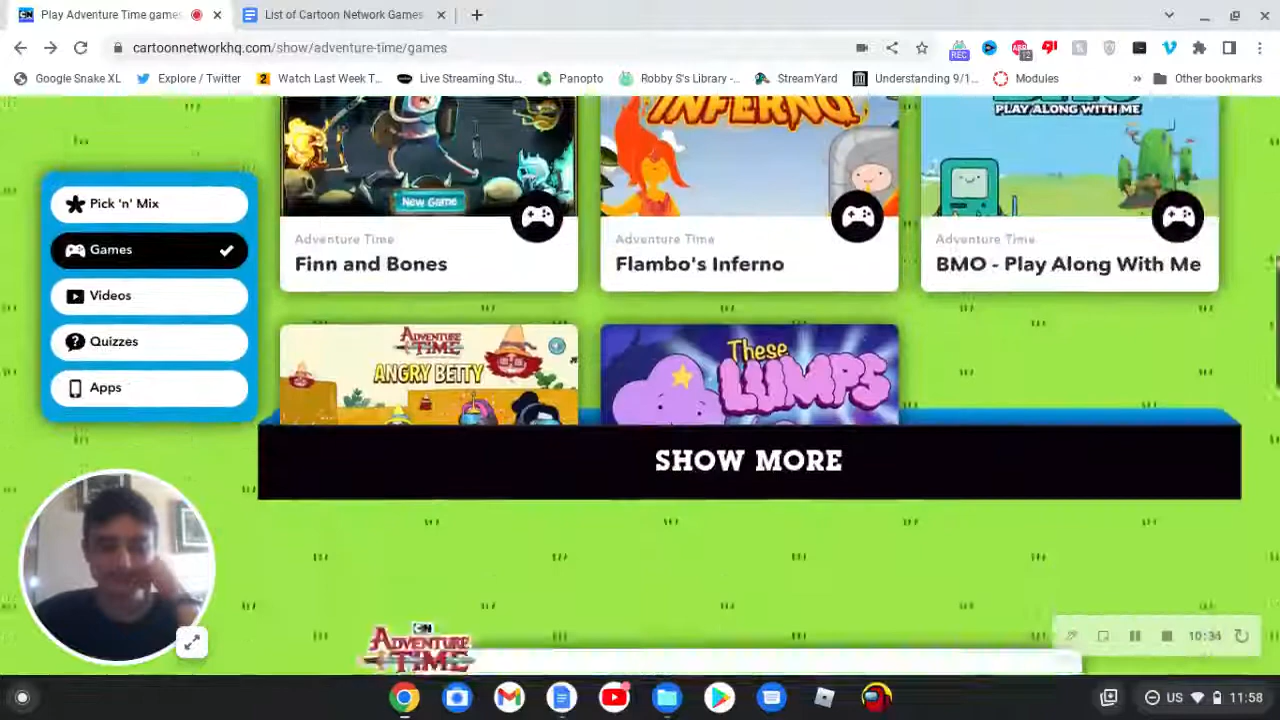 Play Adventure Time games
List of Cartoon Network Games
cartoonnetworkhq.com/show/adventure-time/games
REC
12
Google Snake XL
Explore / Twitter
Watch Last Week T...
Live Streaming Stu...
Panopto
Robby S's Library -...
StreamYard
Understanding 9/1...
Modules
»
Other bookmarks
INFERNO
PLAY ALONG WITH ME
New Game
Pick 'n' Mix
Games
Videos
Quizzes
Apps
Adventure Time
Finn and Bones
Adventure Time
Flambo's Inferno
Adventure Time
BMO - Play Along With Me
ADVENTURE
TIME
ANGRY BETTY
These
LUMPS
SHOW MORE
CN
ADVENTURE
TIME
10:34
US
11:58